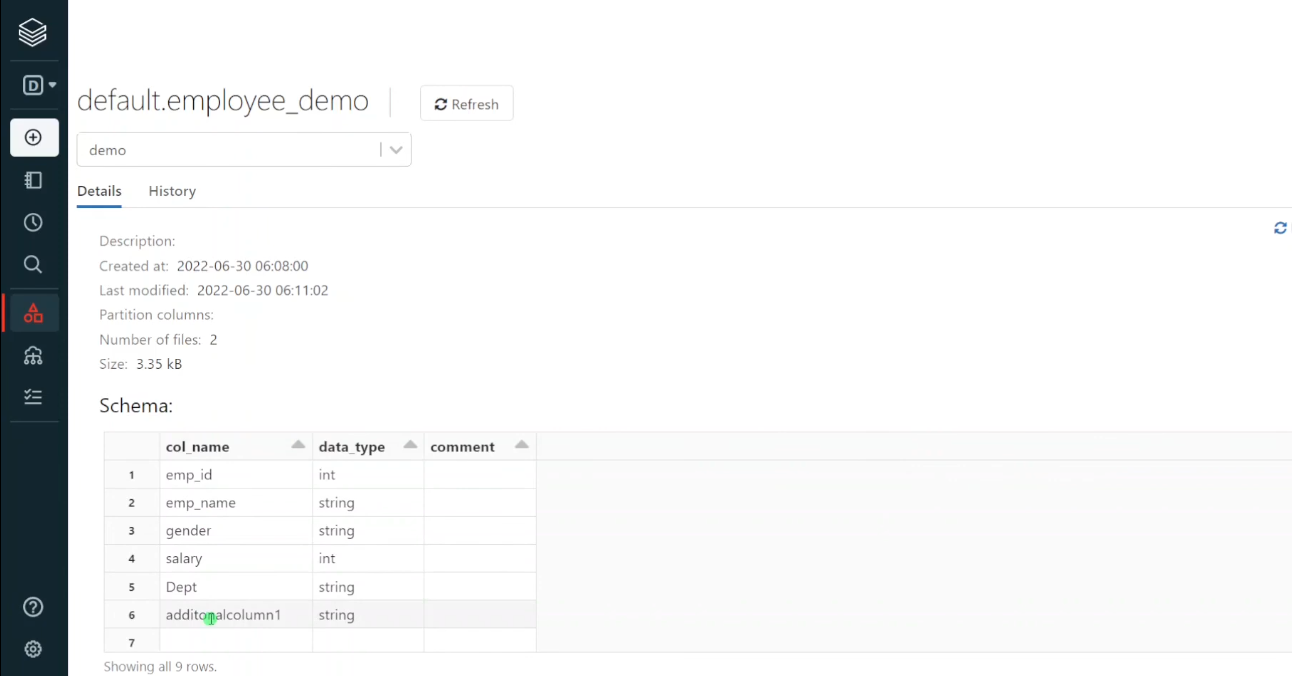 D
default.employee_demo
Refresh
demo
Details History
Description:
Created at: 2022-06-30 06:08:00
Last modified: 2022-06-30 06:11:02
Partition columns:
Number of files: 2
Size: 3.35 kB
Schema:
col_name data_type comment
1 emp_id int
2 emp_name string
3 gender string
4 salary int
5 Dept string
6 additonalcolumn1 string
7
Showing all 9 rows.